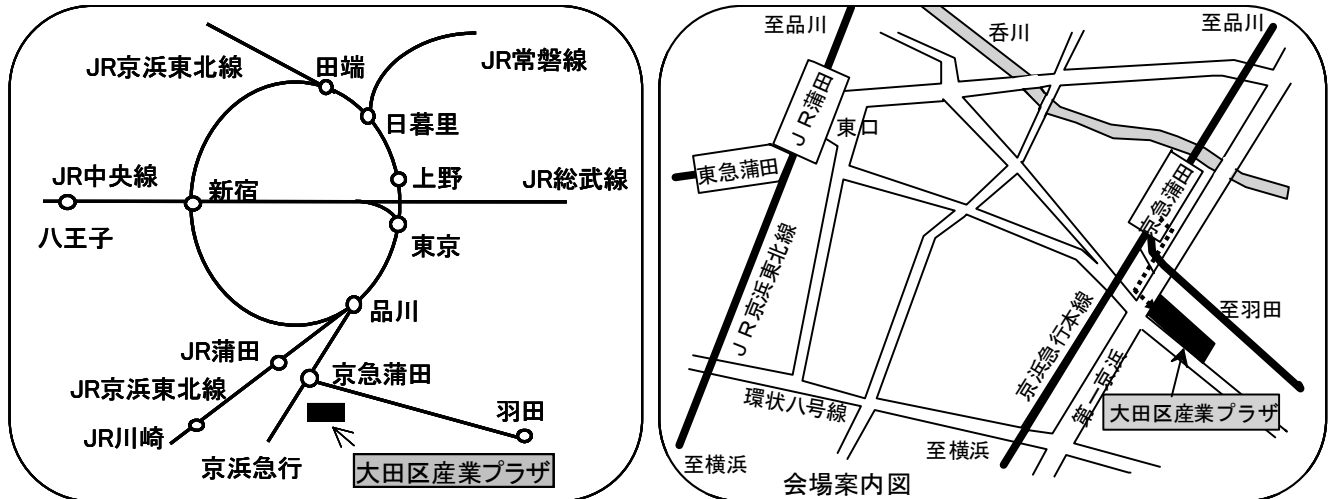 JR京浜東北線
田端
JR常磐線
日暮里
上野
JR中央線
新宿
JR総武線
八王子
東京
品川
JR蒲田
京急蒲田
JR京浜東北線
羽田
JR川崎
京浜急行
大田区産業プラザ
至品川
呑川
至品川
JR蒲田
東口
東急蒲田
京急蒲田
JR京浜東北線
至羽田
京浜急行本線
第一京浜
環状八号線
大田区産業プラザ
至横浜
至横浜
会場案内図